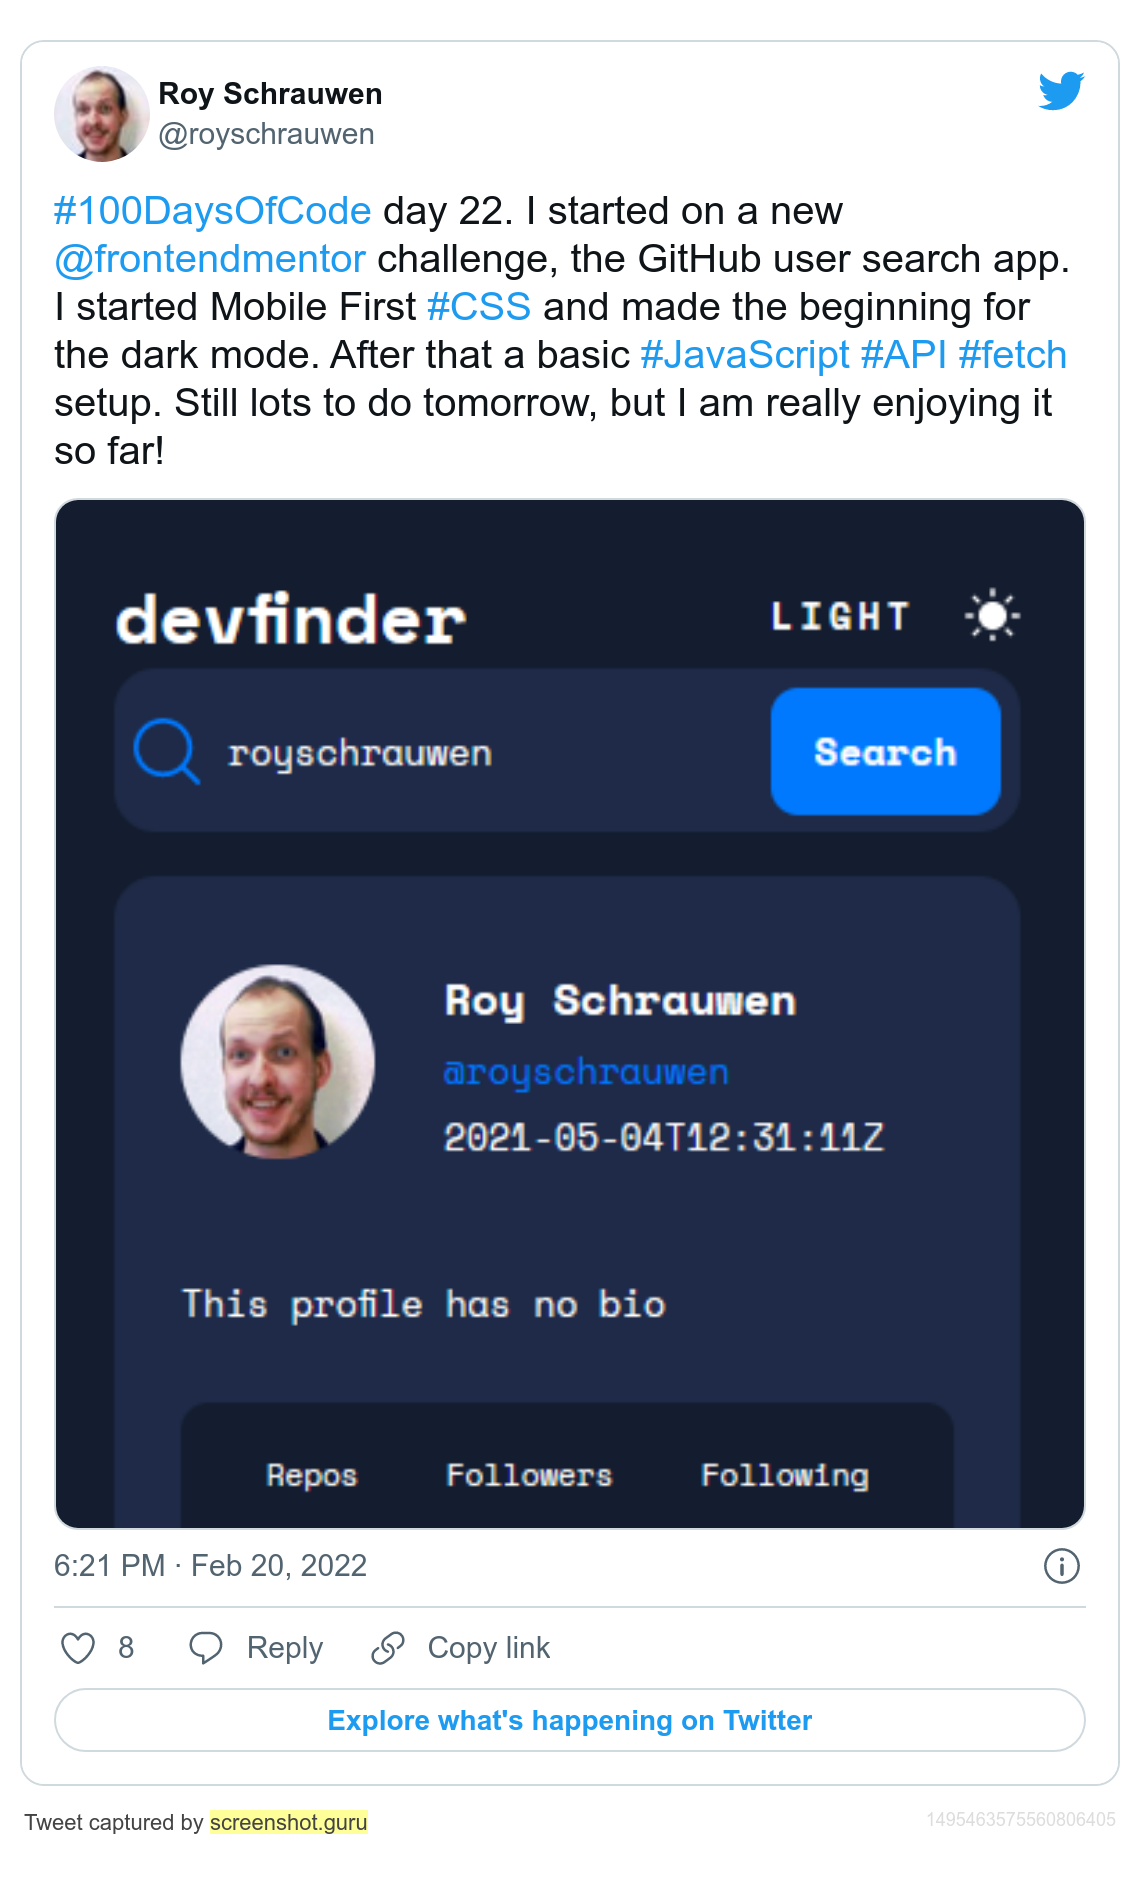 Roy Schrauwen
@royschrauwen
#100DaysOfCode day 22. I started on a new
@frontendmentor challenge, the GitHub user search app.
I started Mobile First #CSS and made the beginning for
the dark mode. After that a basic #JavaScript #API #fetch
setup. Still lots to do tomorrow, but I am really enjoying it
so far!
devfinder LIGHT
royschrauwen Search
Roy Schrauwen
@royschrauwen
2021-05-04T12:31:11Z
This profile has no bio
Repos Followers Following
6:21 PM · Feb 20, 2022
8 Reply Copy link
Explore what's happening on Twitter
Tweet captured by screenshot.guru 1495463575560806405